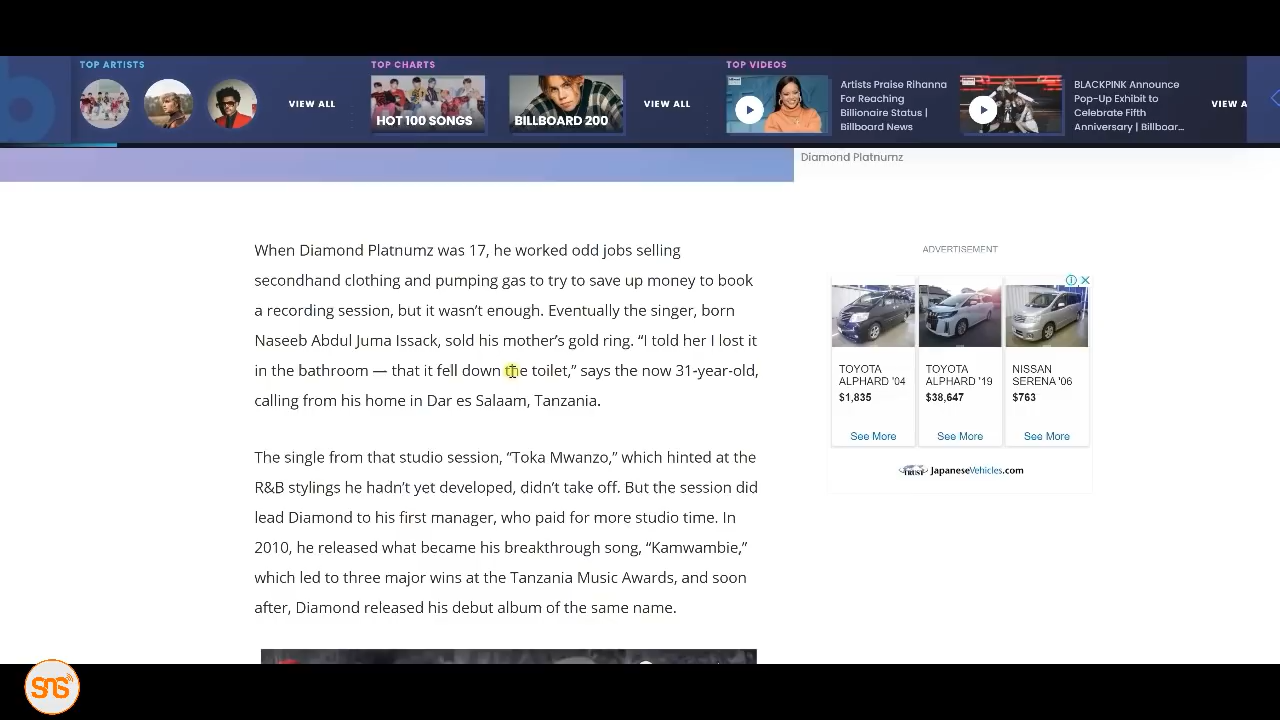 TOP ARTISTS
VIEW ALL
TOP CHARTS
HOT 100 SONGS
BILLBOARD 200
VIEW ALL
TOP VIDEOS
Artists Praise Rihanna
For Reaching
Billionaire Status |
Billboard News
BLACKPINK Announce
Pop-Up Exhibit to
Celebrate Fifth
Anniversary | Billboar...
VIEW A
Diamond Platnumz
When Diamond Platnumz was 17, he worked odd jobs selling
secondhand clothing and pumping gas to try to save up money to book
a recording session, but it wasn’t enough. Eventually the singer, born
Naseeb Abdul Juma Issack, sold his mother’s gold ring. “I told her I lost it
in the bathroom — that it fell down the toilet,” says the now 31-year-old,
calling from his home in Dar es Salaam, Tanzania.
The single from that studio session, “Toka Mwanzo,” which hinted at the
R&B stylings he hadn’t yet developed, didn’t take off. But the session did
lead Diamond to his first manager, who paid for more studio time. In
2010, he released what became his breakthrough song, “Kamwambie,”
which led to three major wins at the Tanzania Music Awards, and soon
after, Diamond released his debut album of the same name.
ADVERTISEMENT
TOYOTA
ALPHARD '04
$1,835
See More
TOYOTA
ALPHARD '19
$38,647
See More
NISSAN
SERENA '06
$763
See More
TRUST JapaneseVehicles.com
SNS